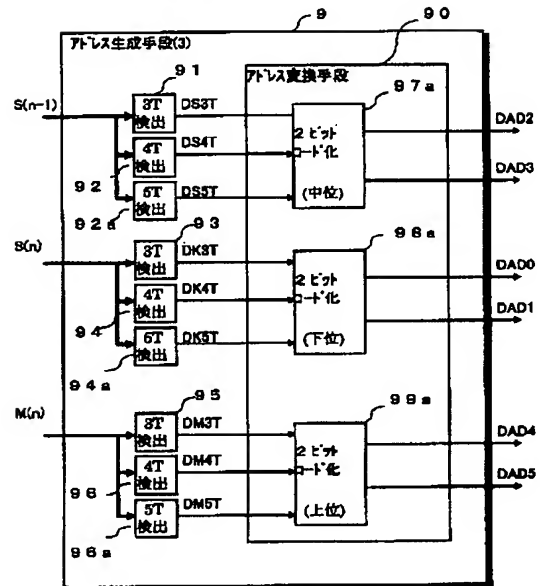 9
90
アドレス生成手段(3)
アドレス変換手段
91
97a
S(n-1)
3T
検出
DS3T
4T
検出
DS4T
92
5T
検出
DS5T
92a
2ビット
コード化
(中位)
DAD2
DAD3
93
98a
S(n)
3T
検出
DK3T
4T
検出
DK4T
94
5T
検出
DK5T
94a
2ビット
コード化
(下位)
DAD0
DAD1
95
99a
M(n)
3T
検出
DM3T
4T
検出
DM4T
96
5T
検出
DM5T
96a
2ビット
コード化
(上位)
DAD4
DAD5